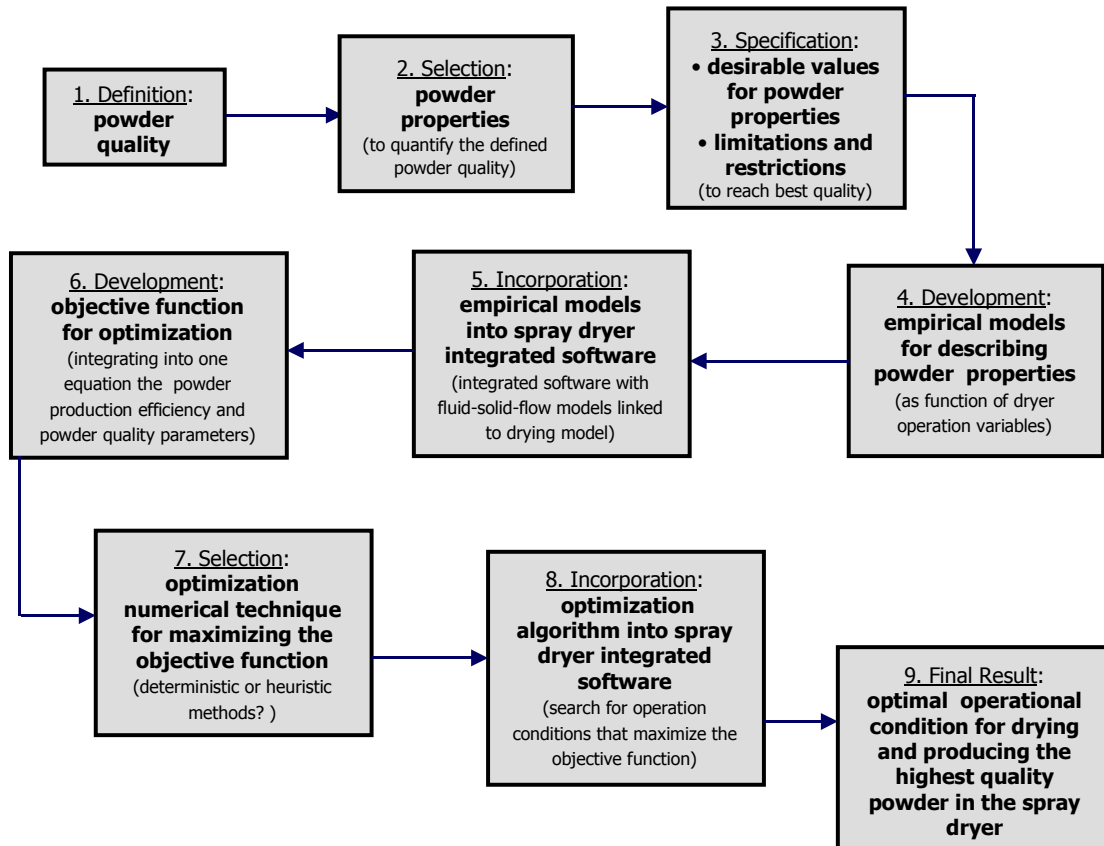 1. Definition:
powder
quality
2. Selection:
powder
properties
(to quantify the defined
powder quality)
3. Specification:
• desirable values
for powder
properties
• limitations and
restrictions
(to reach best quality)
4. Development:
empirical models
for describing
powder properties
(as function of dryer
operation variables)
5. Incorporation:
empirical models
into spray dryer
integrated software
(integrated software with
fluid-solid-flow models linked
to drying model)
6. Development:
objective function
for optimization
(integrating into one
equation the powder
production efficiency and
powder quality parameters)
7. Selection:
optimization
numerical technique
for maximizing the
objective function
(deterministic or heuristic
methods? )
8. Incorporation:
optimization
algorithm into spray
dryer integrated
software
(search for operation
conditions that maximize the
objective function)
9. Final Result:
optimal operational
condition for drying
and producing the
highest quality
powder in the spray
dryer